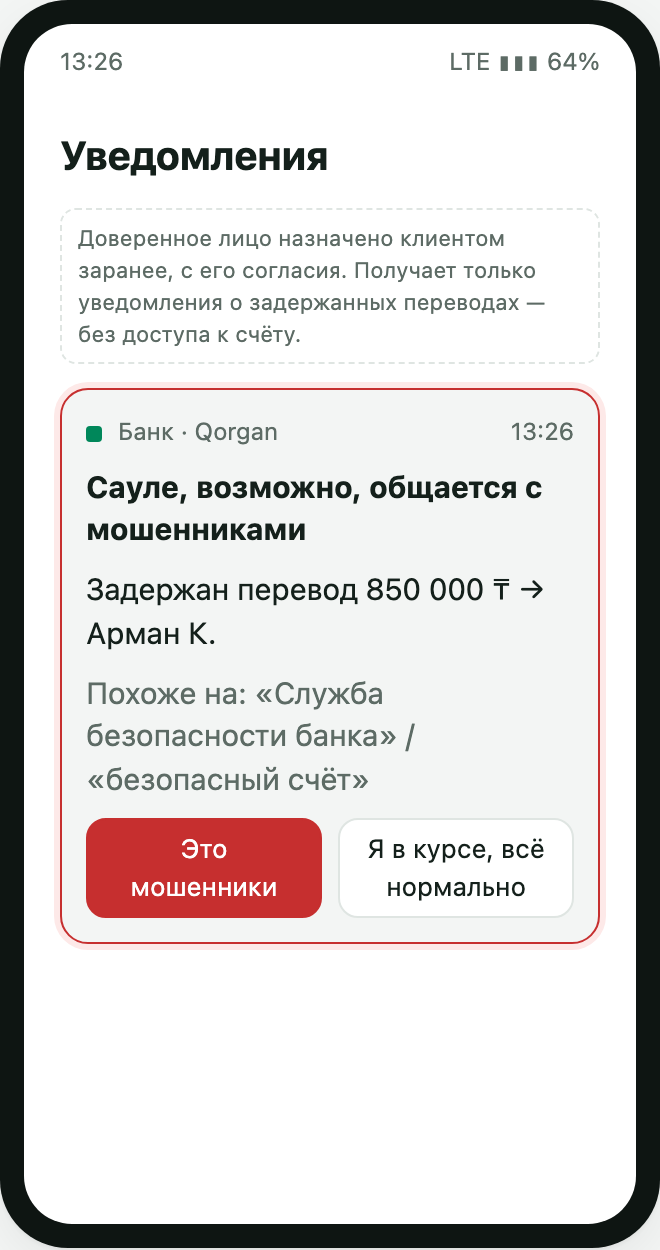 13:26 LTE ▮▮▮ 64%
Уведомления
Доверенное лицо назначено клиентом
заранее, с его согласия. Получает только
уведомления о задержанных переводах —
без доступа к счёту.
Банк · Qorgan 13:26
Сауле, возможно, общается с
мошенниками
Задержан перевод 850 000 ₸ →
Арман К.
Похоже на: «Служба
безопасности банка» /
«безопасный счёт»
Это
мошенники
Я в курсе, всё
нормально